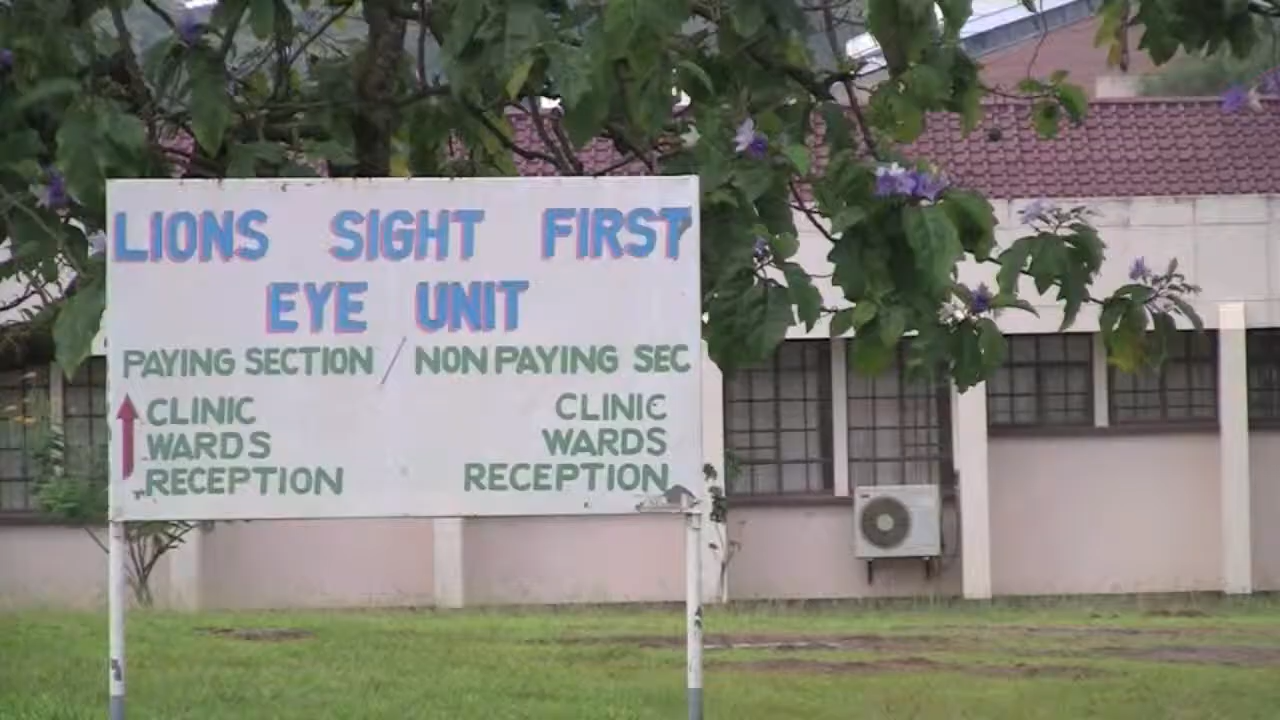 LIONS SIGHT FIRST
EYE UNIT
PAYING SECTION / NON PAYING SEC
CLINIC CLINIC
WARDS WARDS
RECEPTION RECEPTION